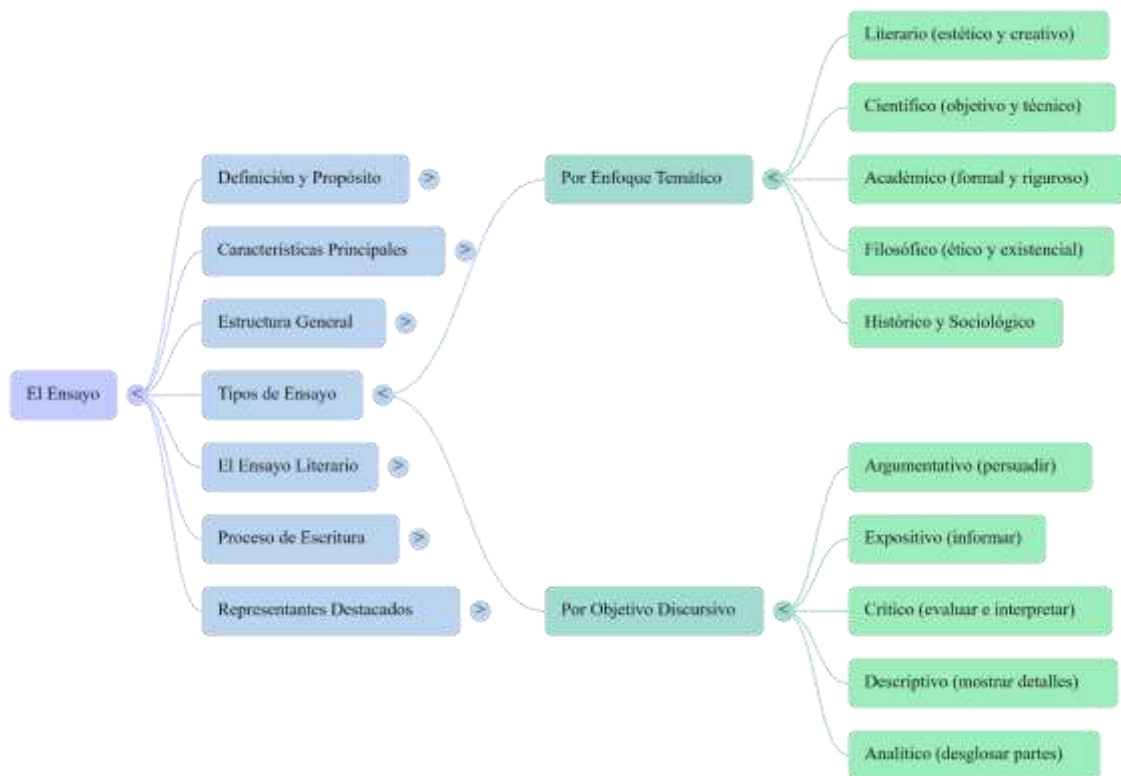 El Ensayo
Definición y Propósito
Características Principales
Estructura General
Tipos de Ensayo
El Ensayo Literario
Proceso de Escritura
Representantes Destacados
Por Enfoque Temático
Literario (estético y creativo)
Científico (objetivo y técnico)
Académico (formal y riguroso)
Filosófico (ético y existencial)
Histórico y Sociológico
Por Objetivo Discursivo
Argumentativo (persuadir)
Expositivo (informar)
Crítico (evaluar e interpretar)
Descriptivo (mostrar detalles)
Analítico (desglosar partes)